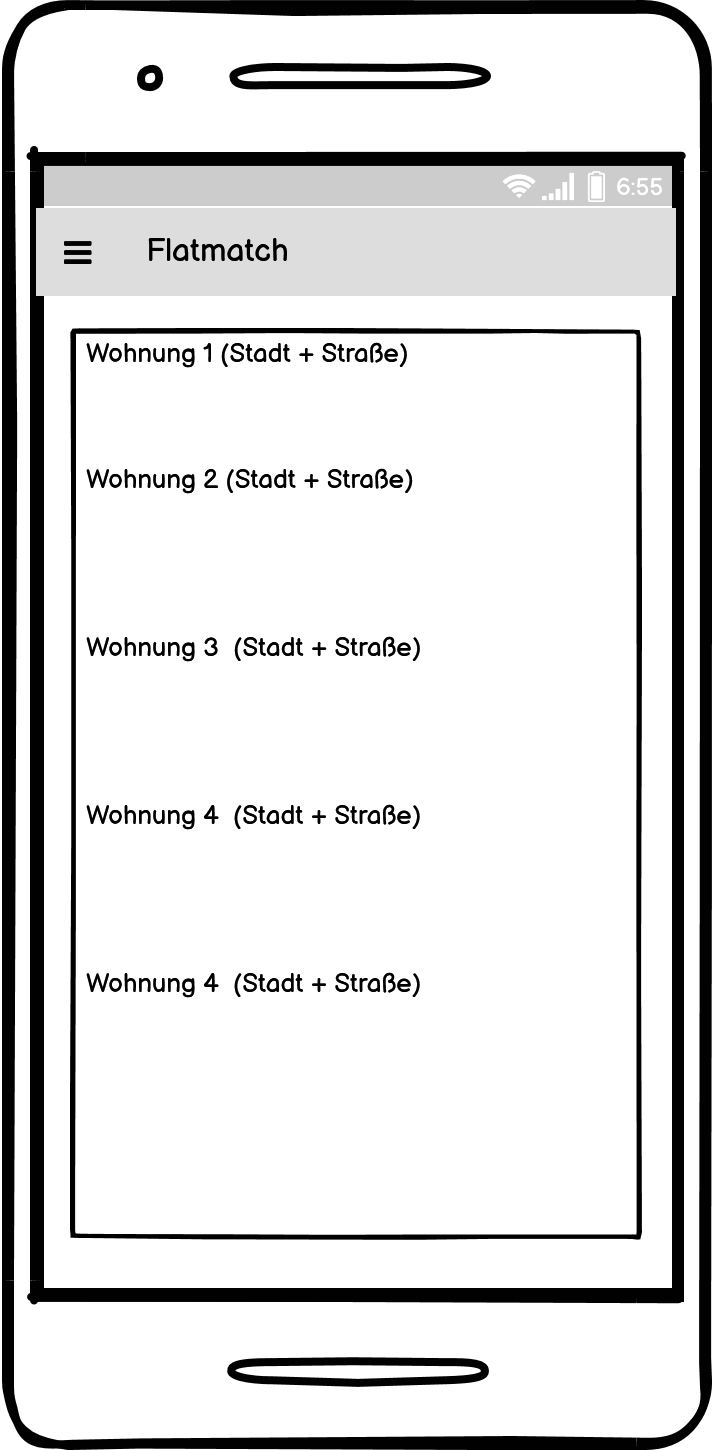 6:55
Flatmatch
Wohnung 1 (Stadt + Straße)
Wohnung 2 (Stadt + Straße)
Wohnung 3  (Stadt + Straße)
Wohnung 4  (Stadt + Straße)
Wohnung 4  (Stadt + Straße)